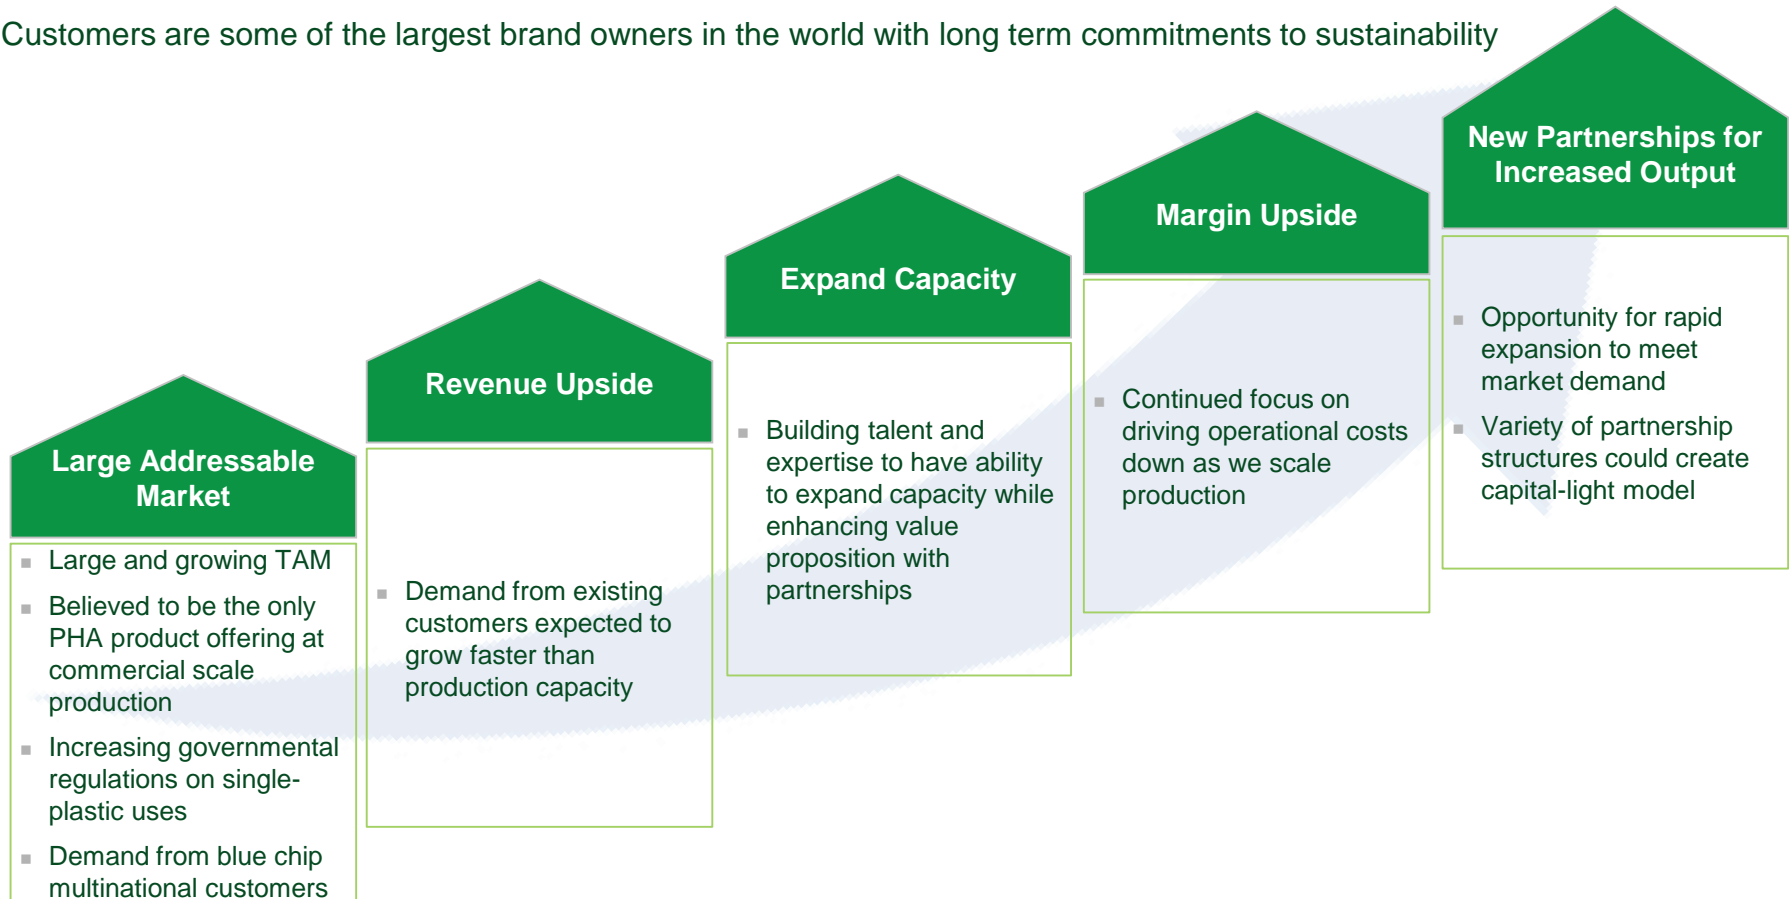 Customers are some of the largest brand owners in the world with long term commitments to sustainability
Large Addressable
Market
Large and growing TAM
Believed to be the only
PHA product offering at
commercial scale
production
Increasing governmental
regulations on single-
plastic uses
Demand from blue chip
multinational customers
Revenue Upside
Demand from existing
customers expected to
grow faster than
production capacity
Expand Capacity
Building talent and
expertise to have ability
to expand capacity while
enhancing value
proposition with
partnerships
Margin Upside
Continued focus on
driving operational costs
down as we scale
production
New Partnerships for
Increased Output
Opportunity for rapid
expansion to meet
market demand
Variety of partnership
structures could create
capital-light model